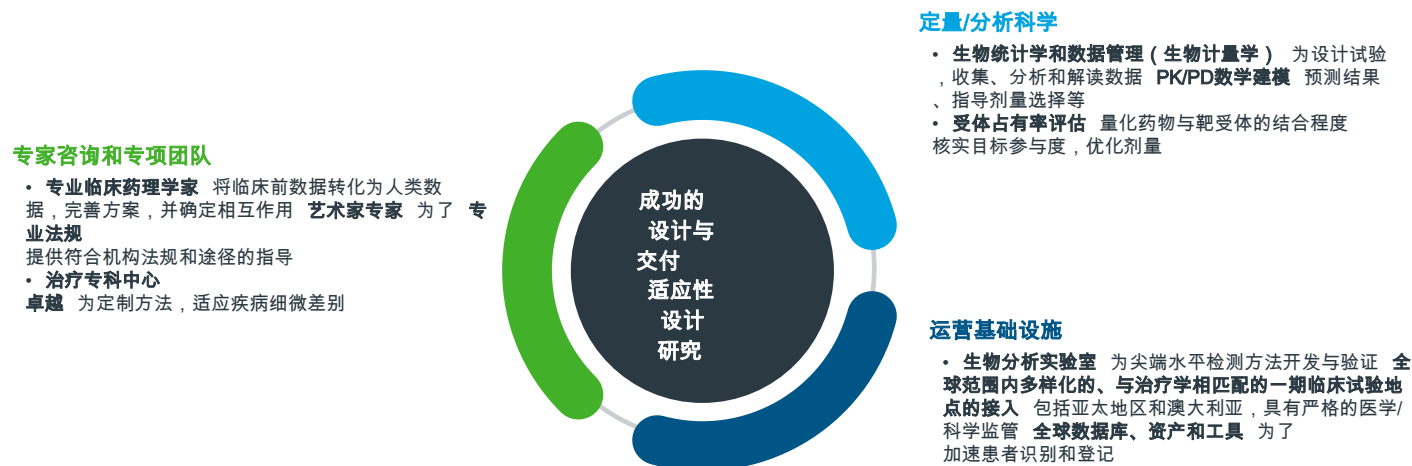 定量/分析科学
• 生物统计学和数据管理（生物计量学） 为设计试验
，收集、分析和解读数据 PK/PD数学建模 预测结果
、指导剂量选择等
• 受体占有率评估 量化药物与靶受体的结合程度
核实目标参与度，优化剂量
专家咨询和专项团队
• 专业临床药理学家 将临床前数据转化为人类数
据，完善方案，并确定相互作用 艺术家专家 为了 专
业法规
提供符合机构法规和途径的指导
• 治疗专科中心
卓越 为定制方法，适应疾病细微差别
成功的
设计与
交付
适应性
设计
研究
运营基础设施
• 生物分析实验室 为尖端水平检测方法开发与验证 全
球范围内多样化的、与治疗学相匹配的一期临床试验地
点的接入 包括亚太地区和澳大利亚，具有严格的医学/
科学监管 全球数据库、资产和工具 为了
加速患者识别和登记